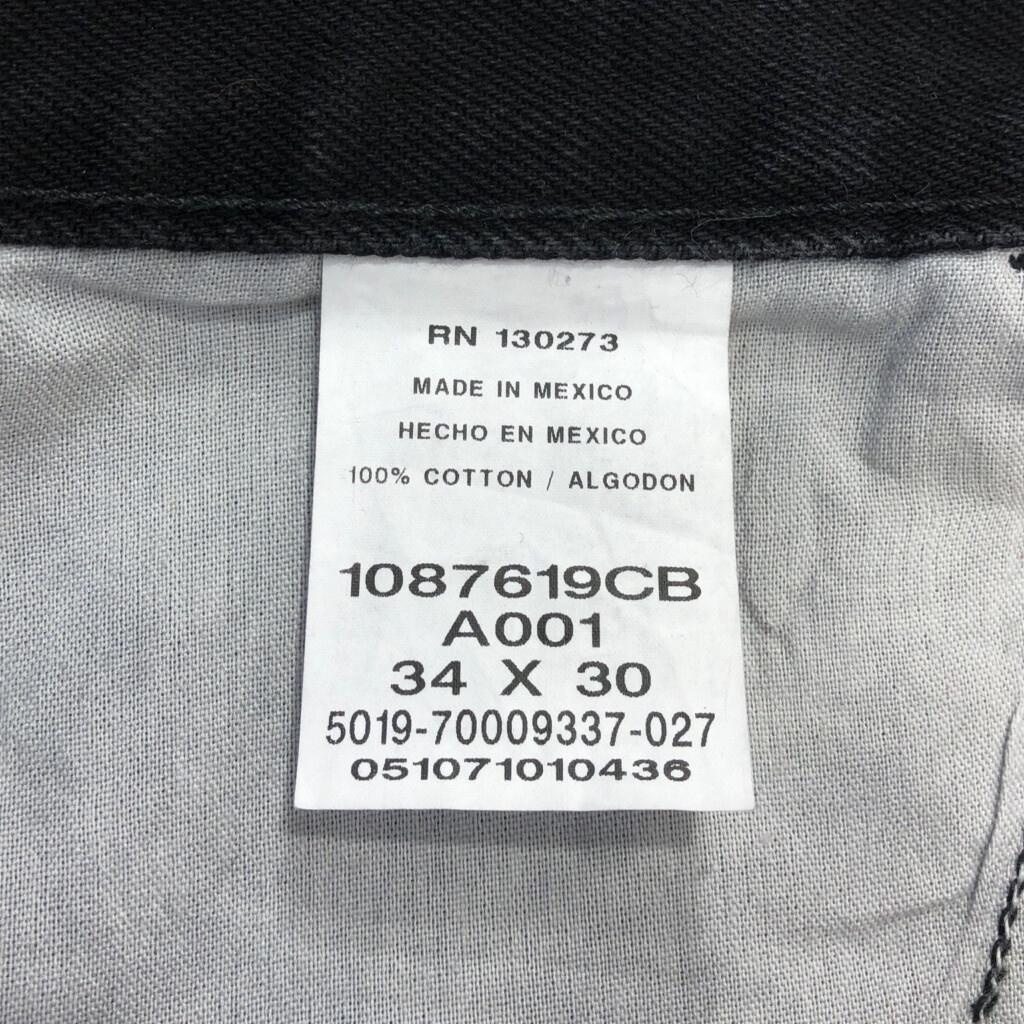 RN 130273
MADE IN MEXICO
HECHO EN MEXICO
100% COTTON / ALGODON
1087619CB
A001
34 X 30
5019-70009337-027
051071010436